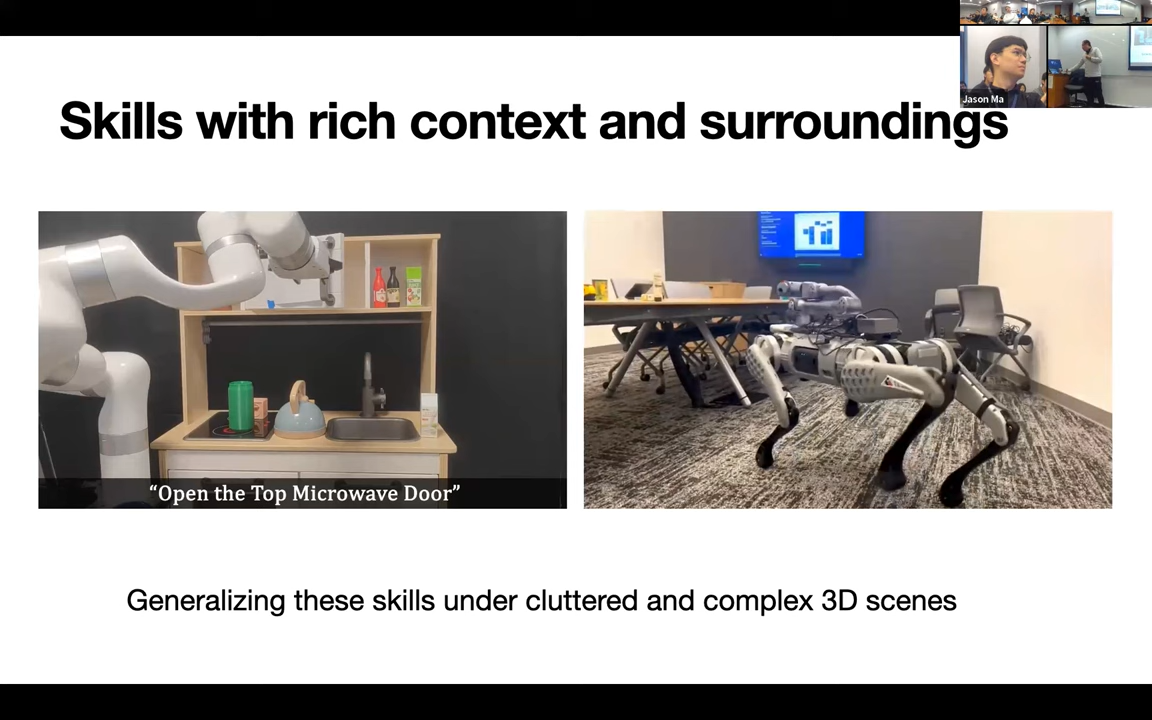 Skills with rich context and surroundings
Jason Ma
“Open the Top Microwave Door”
Generalizing these skills under cluttered and complex 3D scenes